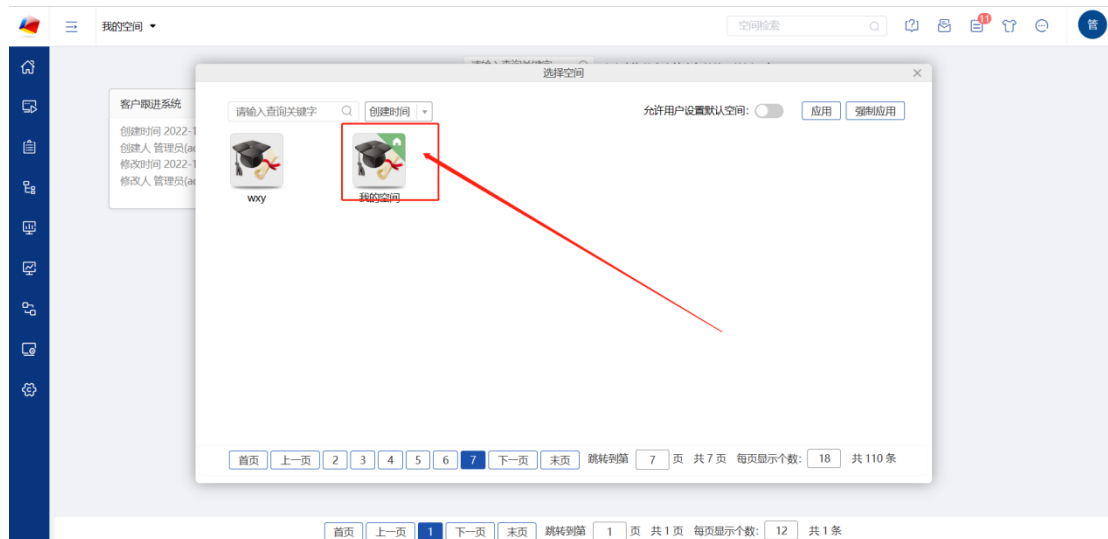 我的空间
空间检索
11
管
选择空间
客户跟进系统
创建时间 2022-1
创建人 管理员(ad
修改时间 2022-1
修改人 管理员(ad
请输入查询关键字
创建时间
允许用户设置默认空间:
应用
强制应用
wxy
我的空间
首页 上一页 2 3 4 5 6 7 下一页 末页 跳转到第 7 页 共 7 页 每页显示个数: 18 共 110 条
首页 上一页 1 下一页 末页 跳转到第 1 页 共 1 页 每页显示个数: 12 共 1 条